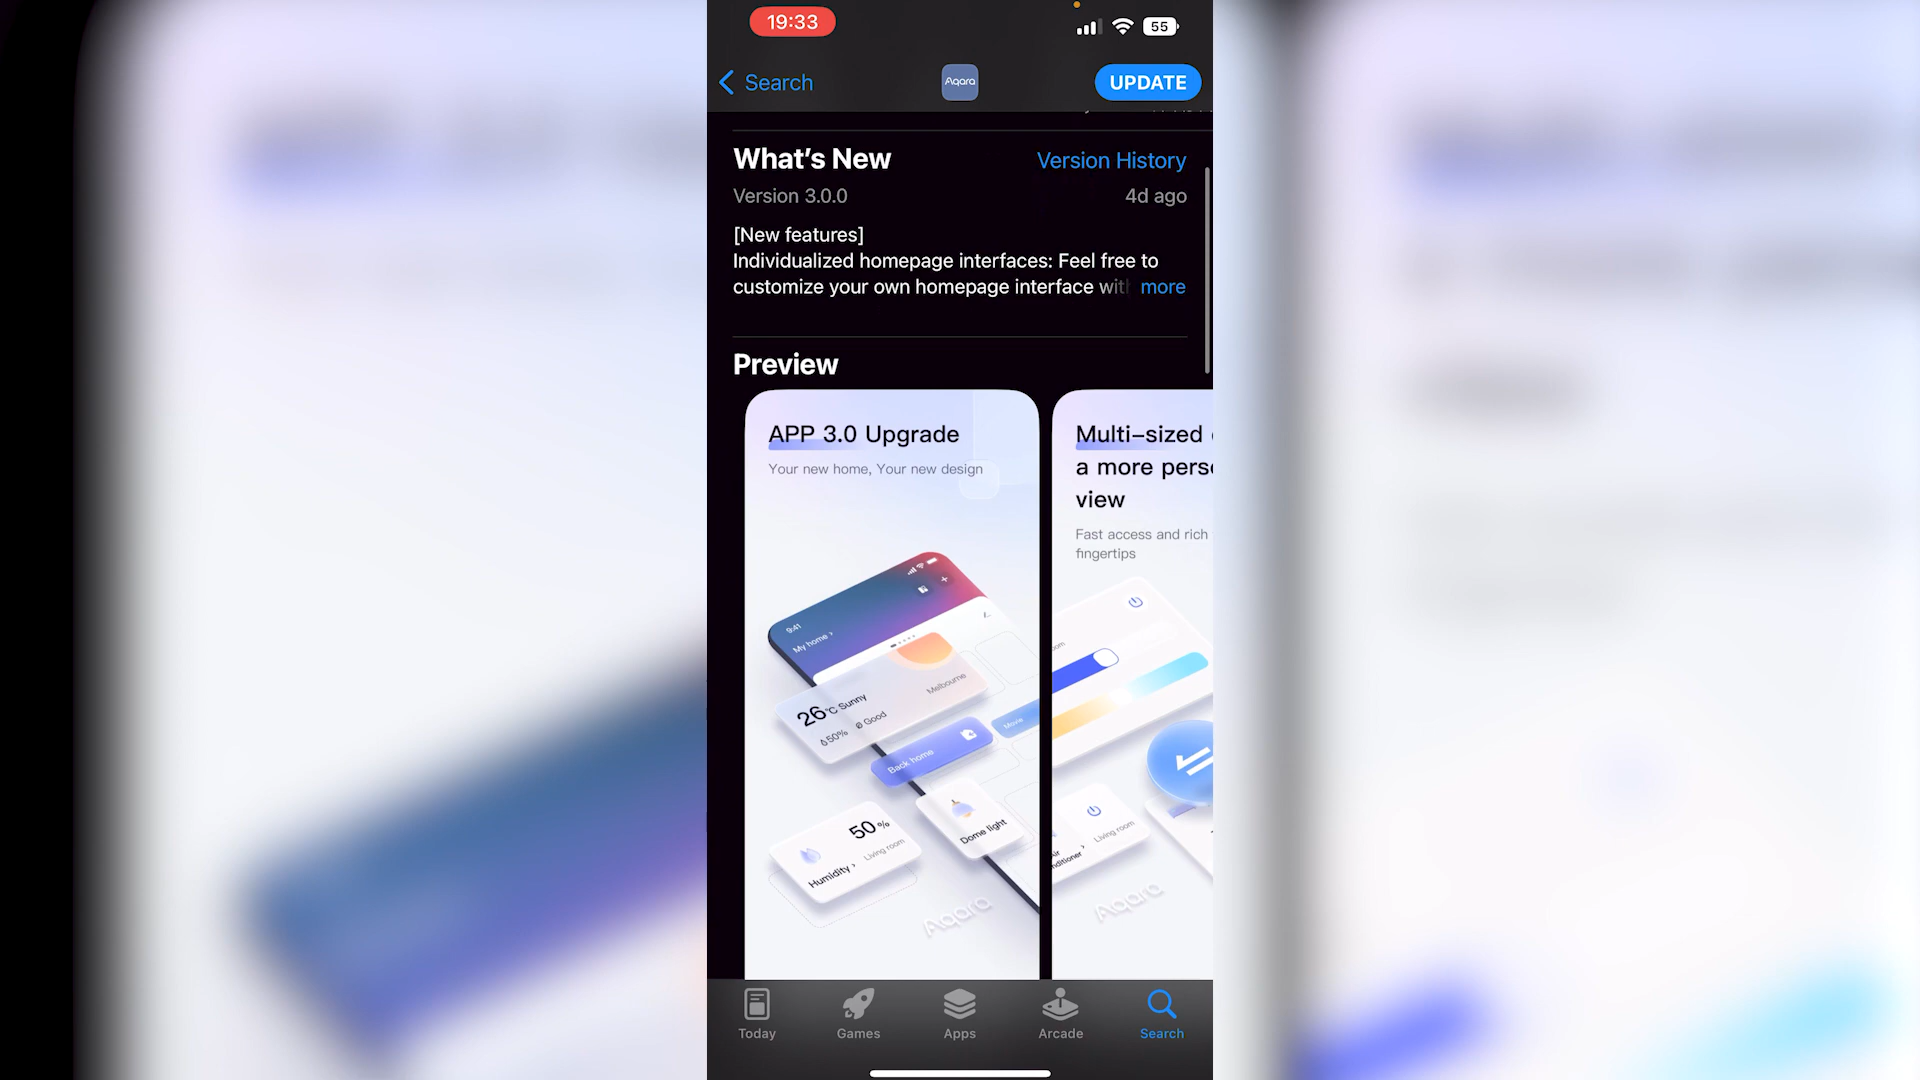 19:33
55
Search
Aqara
UPDATE
What's New
Version History
Version 3.0.0
4d ago
[New features]
Individualized homepage interfaces: Feel free to
customize your own homepage interface wit more
Preview
APP 3.0 Upgrade
Your new home, Your new design
Multi-sized
a more pers
view
Fast access and rich
fingertips
9:41
My home ›
26°C Sunny
Melbourne
50%
Good
Back home
Movie
50 %
Living room
Humidity ›
Dome light
Aqara
Living room
Aqara
Today
Games
Apps
Arcade
Search